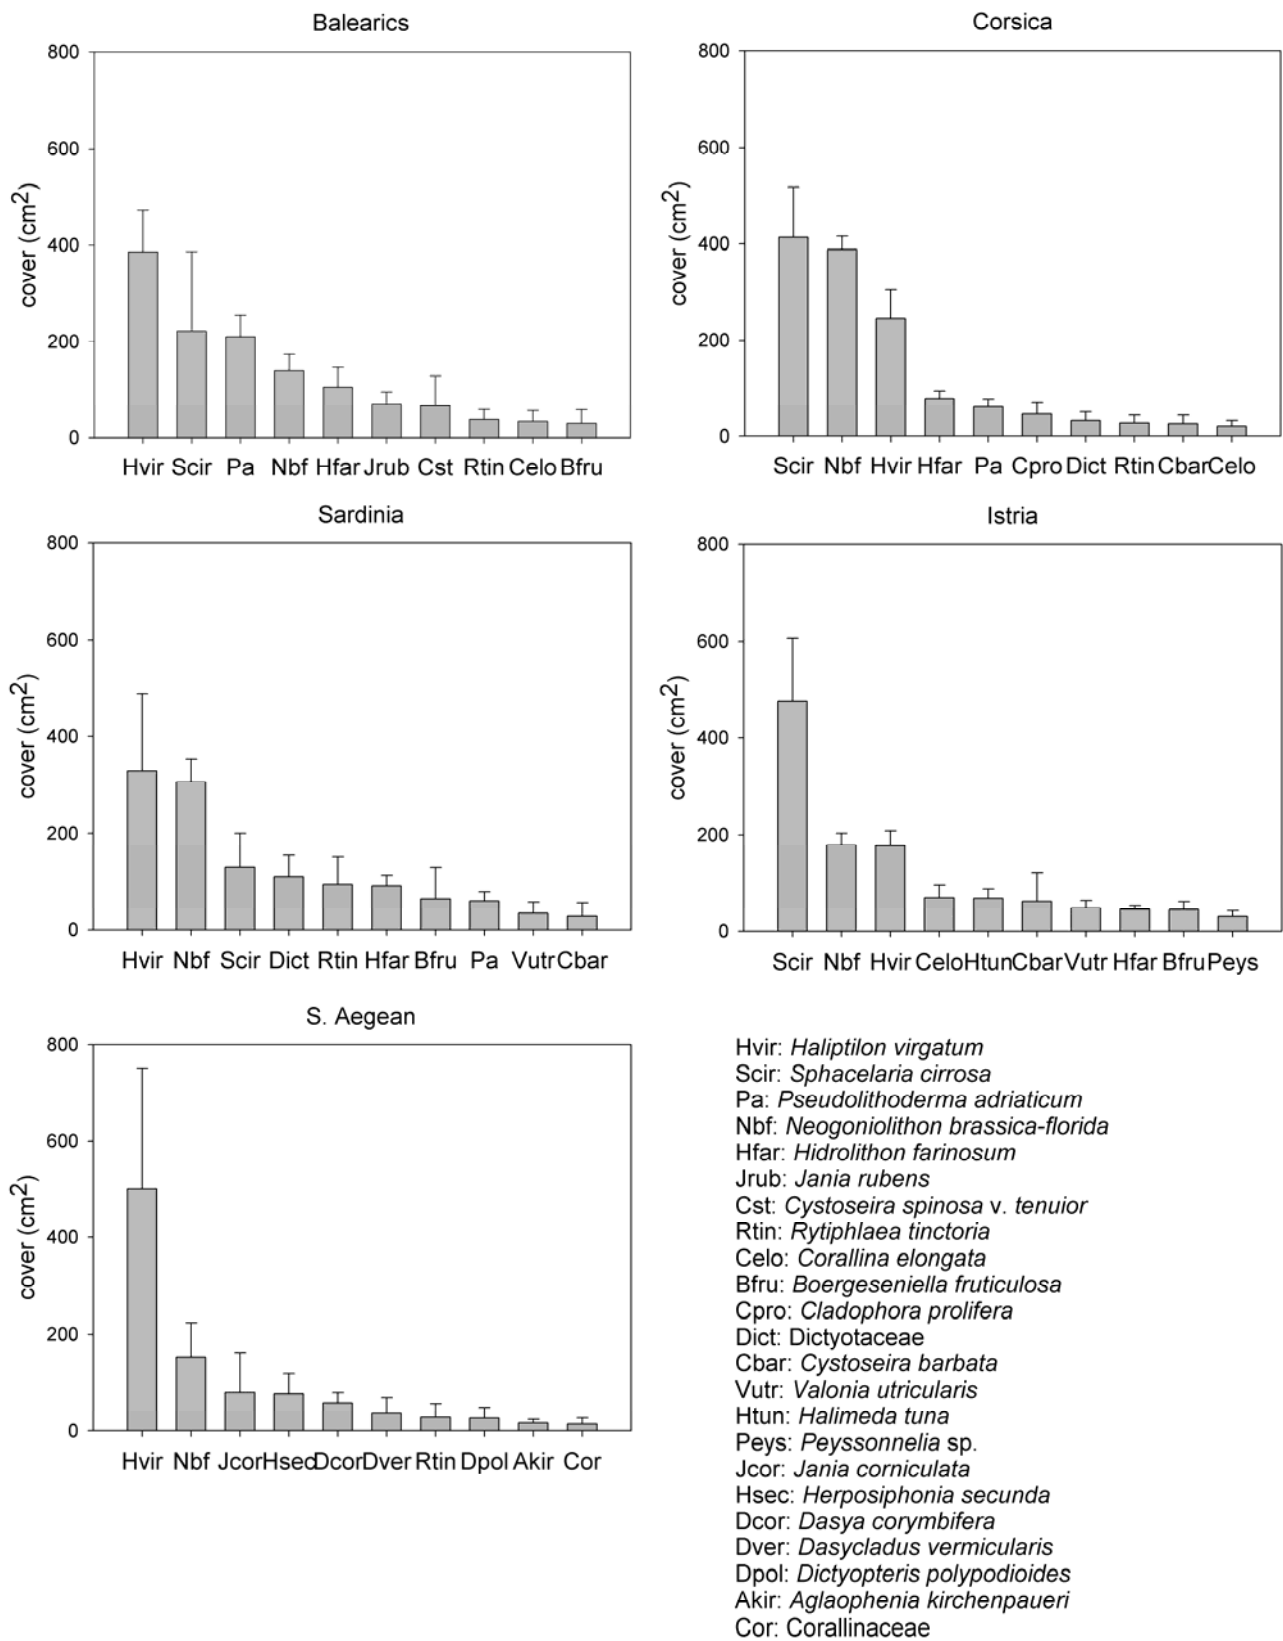 Balearics
800
600
400
200
0
cover (cm2)
Hvir Scir Pa Nbf Hfar Jrub Cst Rtin Celo Bfru
Corsica
800
600
400
200
0
cover (cm2)
Scir Nbf Hvir Hfar Pa Cpro Dict Rtin Cbar Celo
Sardinia
800
600
400
200
0
cover (cm2)
Hvir Nbf Scir Dict Rtin Hfar Bfru Pa Vutr Cbar
Istria
800
600
400
200
0
cover (cm2)
Scir Nbf Hvir Celo Htun Cbar Vutr Hfar Bfru Peys
S. Aegean
800
600
400
200
0
cover (cm2)
Hvir Nbf Jcor Hsec Dcor Dver Rtin Dpol Akir Cor
Hvir: Haliptilon virgatum
Scir: Sphacelaria cirrosa
Pa: Pseudolithoderma adriaticum
Nbf: Neogoniolithon brassica-florida
Hfar: Hidrolithon farinosum
Jrub: Jania rubens
Cst: Cystoseira spinosa v. tenuior
Rtin: Rytiphlaea tinctoria
Celo: Corallina elongata
Bfru: Boergeseniella fruticulosa
Cpro: Cladophora prolifera
Dict: Dictyotaceae
Cbar: Cystoseira barbata
Vutr: Valonia utricularis
Htun: Halimeda tuna
Peys: Peyssonnelia sp.
Jcor: Jania corniculata
Hsec: Herposiphonia secunda
Dcor: Dasya corymbifera
Dver: Dasycladus vermicularis
Dpol: Dictyopteris polypodioides
Akir: Aglaophenia kirchenpaueri
Cor: Corallinaceae